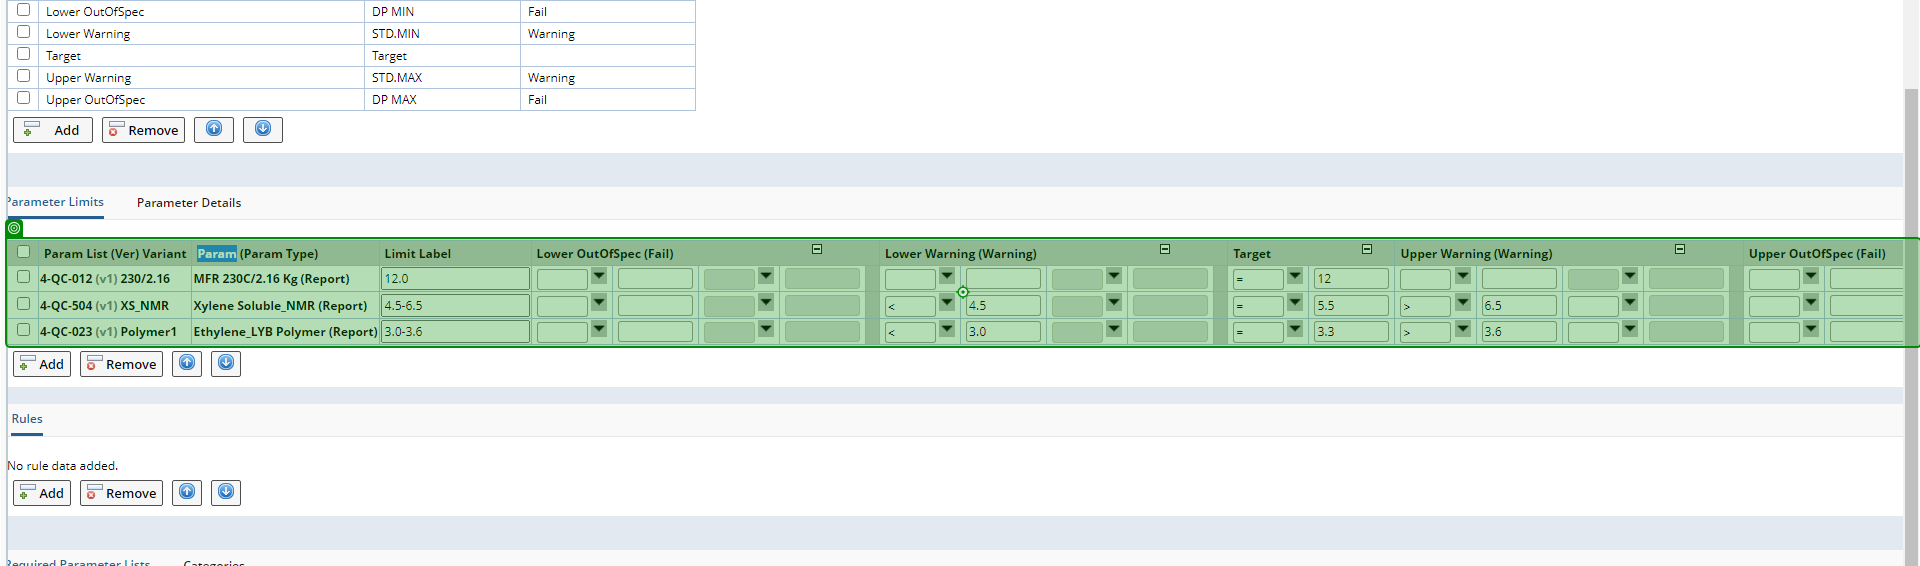 Lower OutOfSpec DP MIN Fail
Lower Warning STD.MIN Warning
Target Target
Upper Warning STD.MAX Warning
Upper OutOfSpec DP MAX Fail
Add Remove
Parameter Limits Parameter Details
Param List (Ver) Variant Param (Param Type) Limit Label Lower OutOfSpec (Fail) Lower Warning (Warning) Target Upper Warning (Warning) Upper OutOfSpec (Fail)
4-QC-012 (v1) 230/2.16 MFR 230C/2.16 Kg (Report) 12.0 = 12
4-QC-504 (v1) XS_NMR Xylene Soluble_NMR (Report) 4.5-6.5 < 4.5 = 5.5 > 6.5
4-QC-023 (v1) Polymer1 Ethylene_LYB Polymer (Report) 3.0-3.6 < 3.0 = 3.3 > 3.6
Add Remove
Rules
No rule data added.
Add Remove
Required Parameter Lists Categories